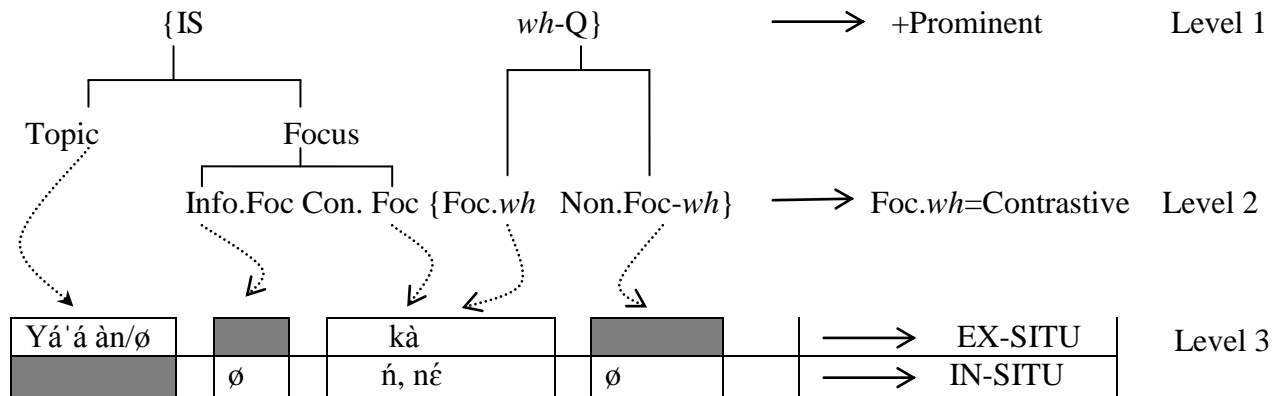 {IS wh-Q} +Prominent Level 1
Topic Focus
Info.Foc Con. Foc {Foc.wh Non.Foc-wh} Foc.wh=Contrastive Level 2
Yáˈá àn/ø kà EX-SITU Level 3
ø ń, nɛ́ ø IN-SITU